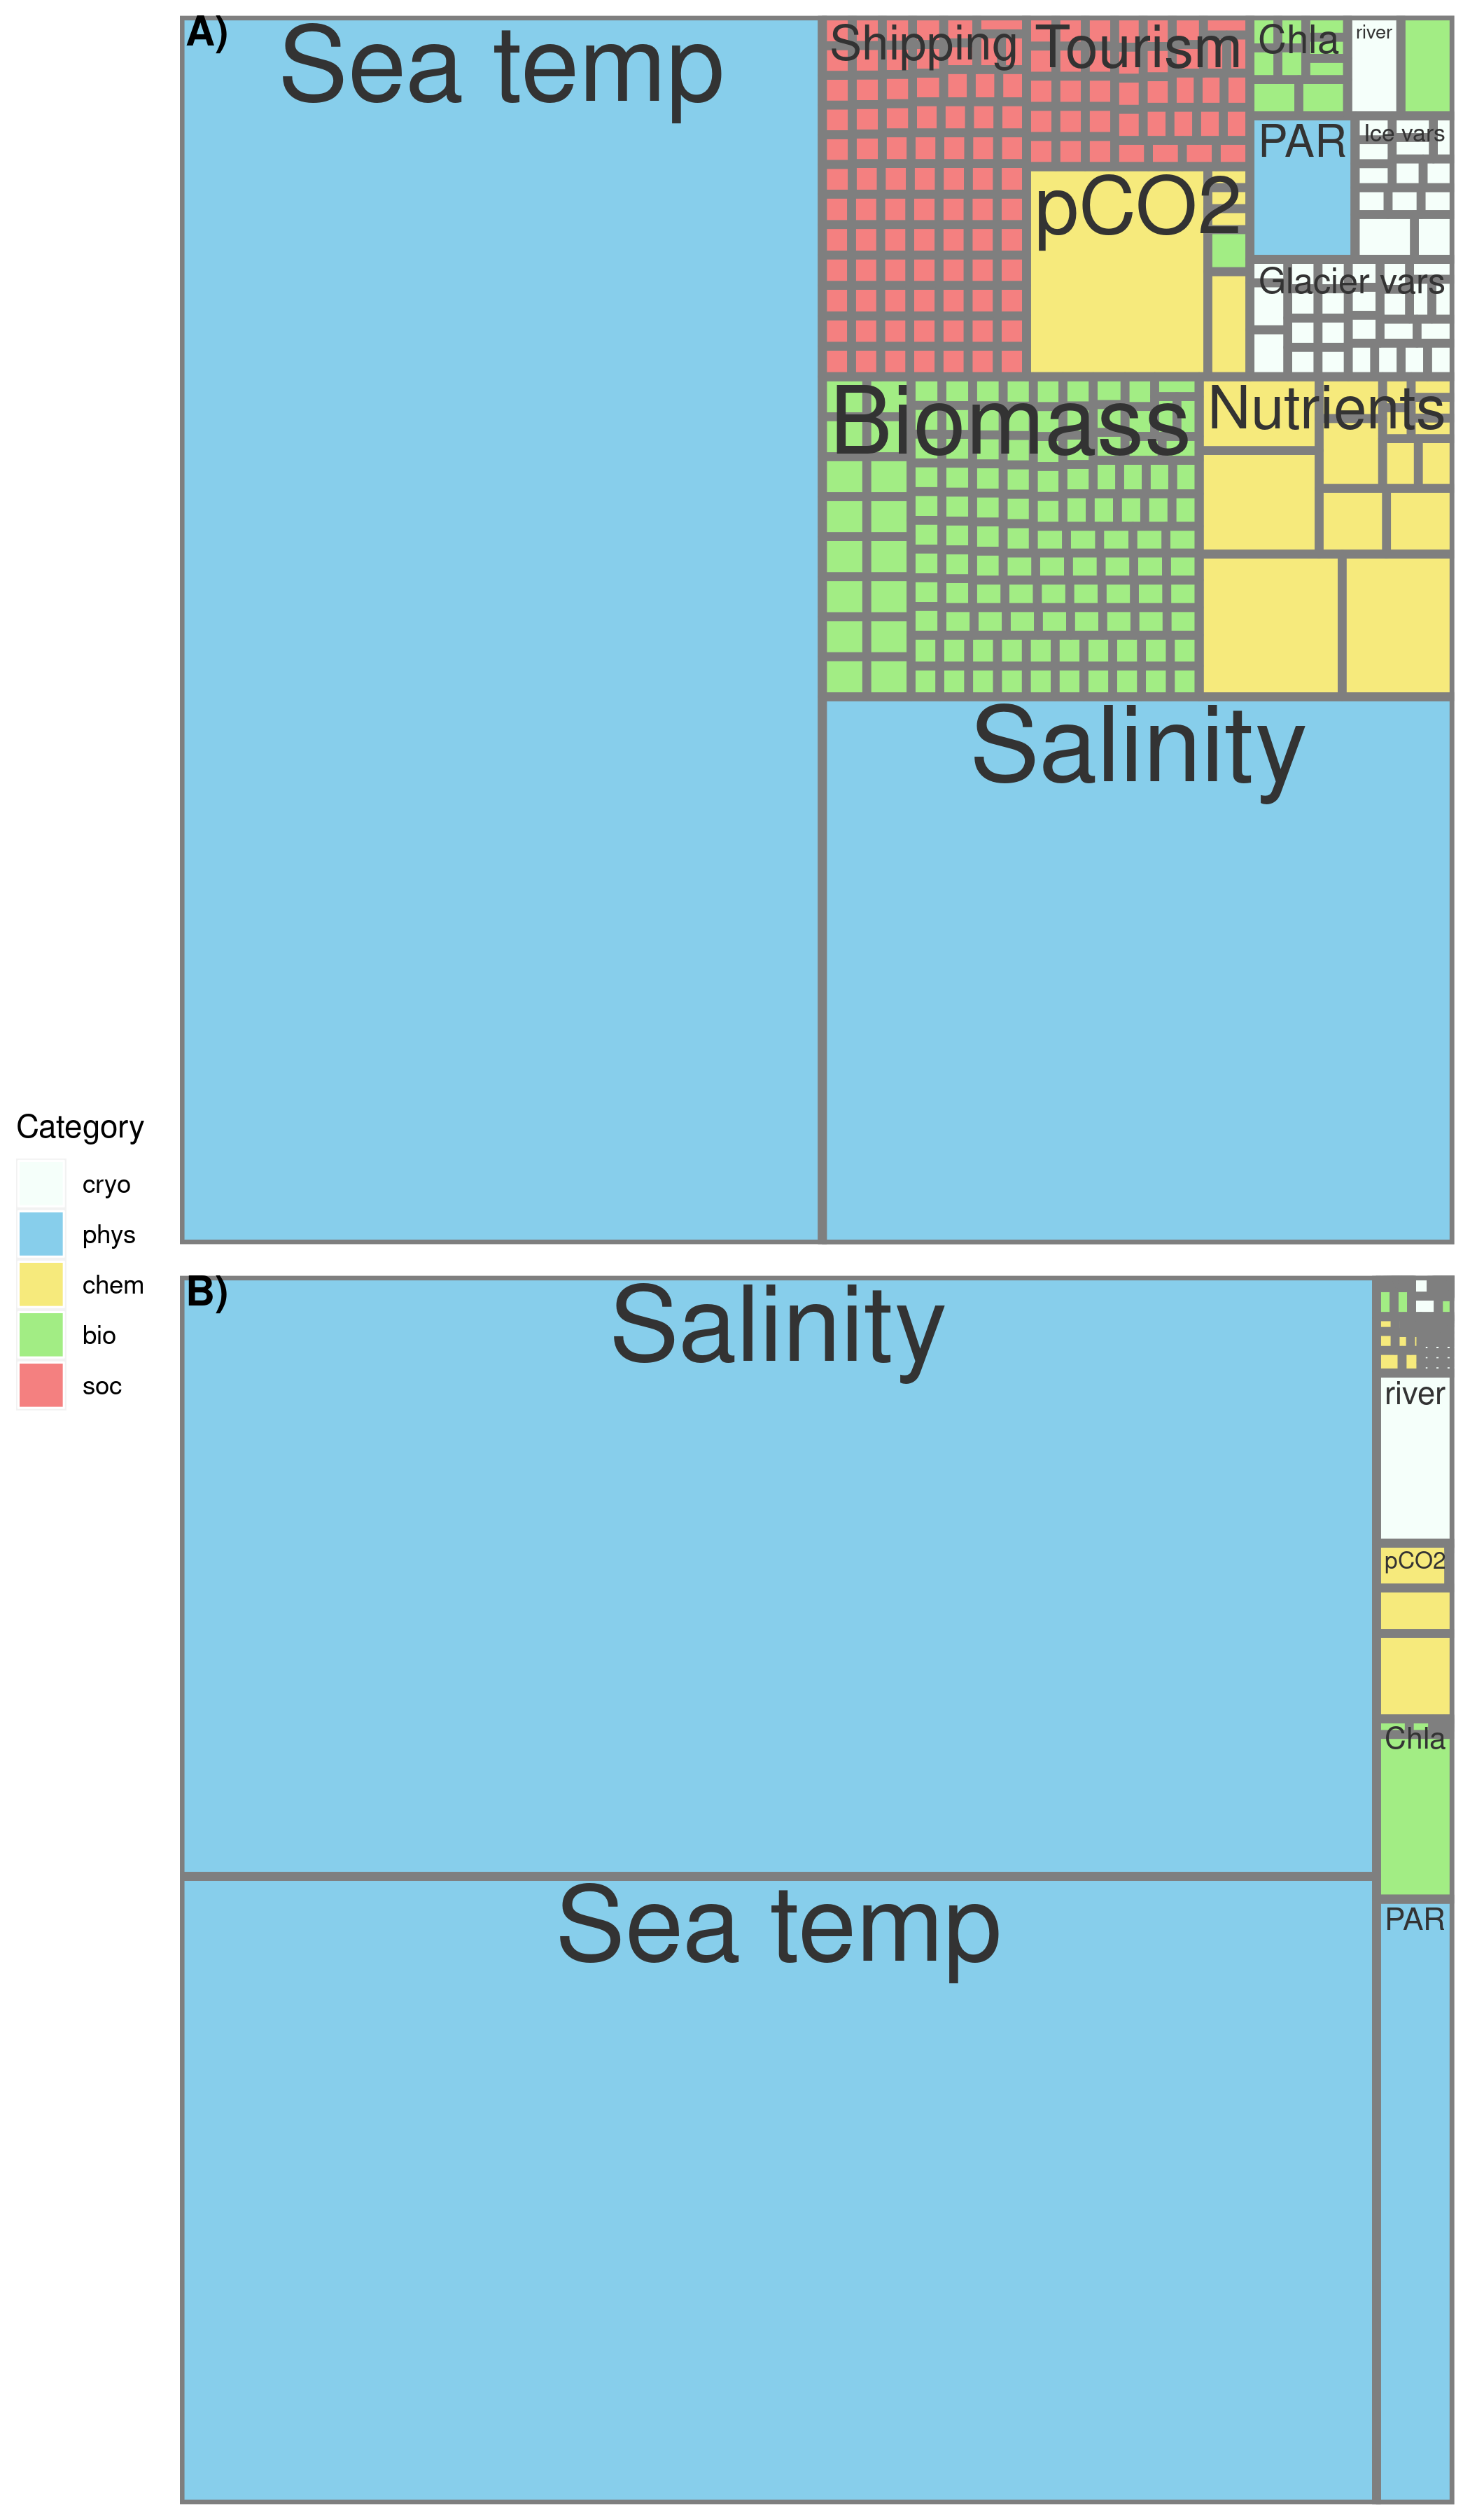 A)
Sea temp
Shipping
Tourism
Chla
river
PAR
Ice vars
pCO2
Glacier vars
Biomass
Nutrients
Salinity
Category
cryo
phys
chem
bio
soc
B)
Salinity
river
pCO2
Chla
Sea temp
PAR